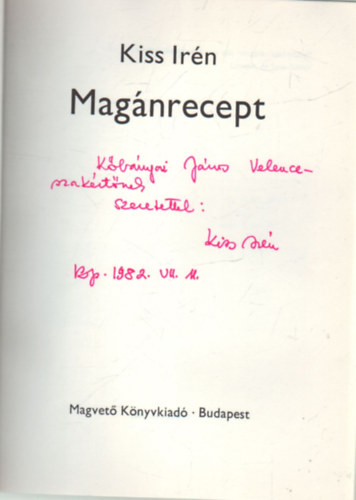 Kiss Irén
Magánrecept
Kőbányai János Velence-
szakértőnek
szeretettel:
Kiss Irén
Bp. 1982. VII. 11.
Magvető Könyvkiadó · Budapest